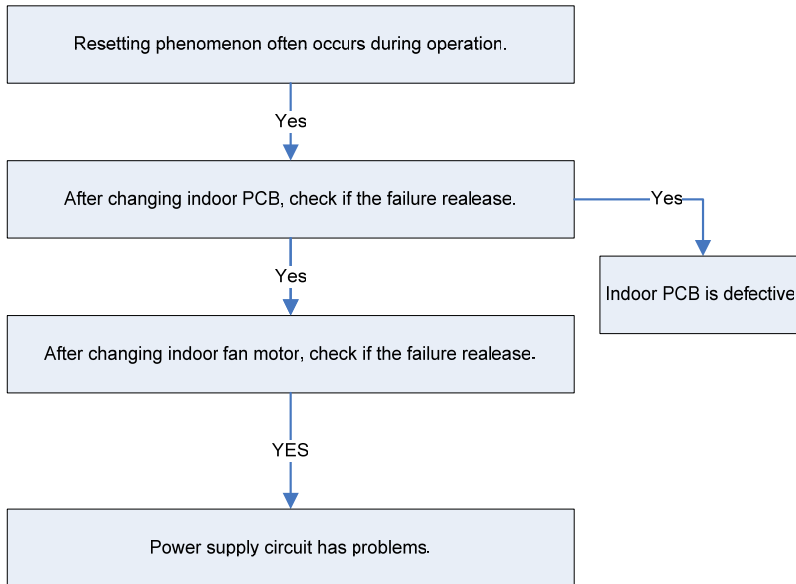 Resetting phenomenon often occurs during operation.
Yes
After changing indoor PCB, check if the failure realease.
Yes
Yes
Indoor PCB is defective
After changing indoor fan motor, check if the failure realease.
YES
Power supply circuit has problems.